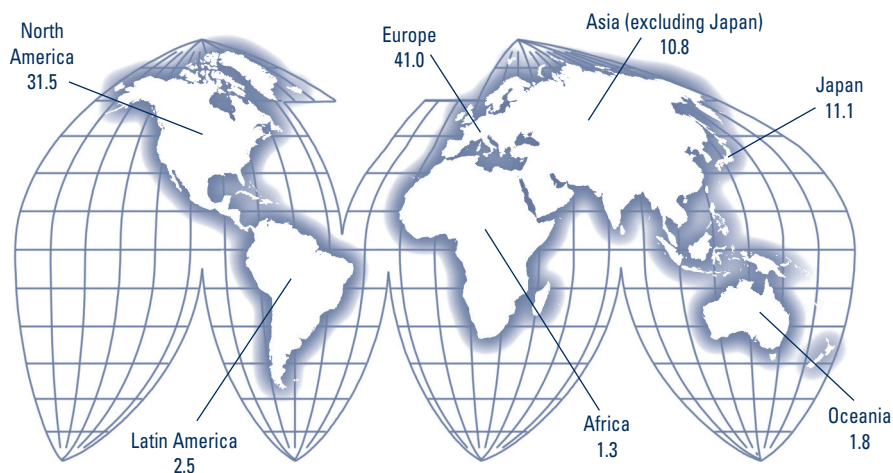 North
America
31.5
Europe
41.0
Asia (excluding Japan)
10.8
Japan
11.1
Latin America
2.5
Africa
1.3
Oceania
1.8